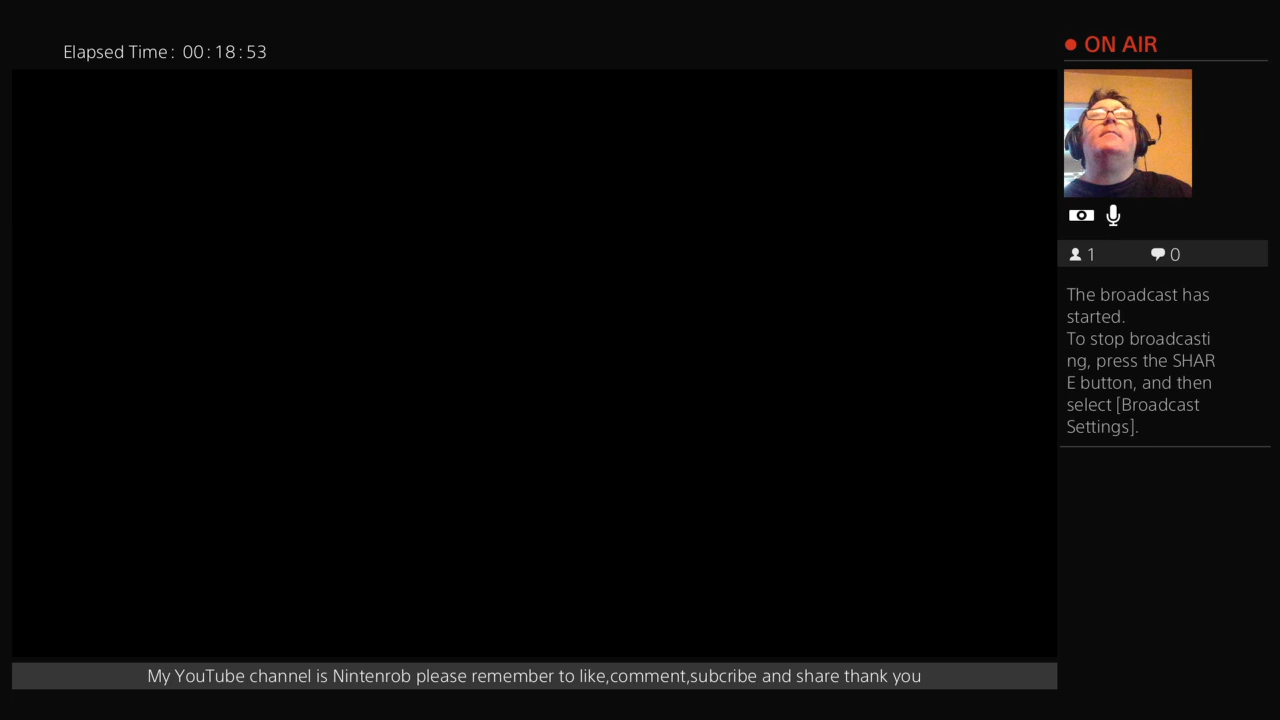 Elapsed Time: 00:18:53
ON AIR
1 0
The broadcast has
started.
To stop broadcasti
ng, press the SHAR
E button, and then
select [Broadcast
Settings].
My YouTube channel is Nintenrob please remember to like,comment,subcribe and share thank you